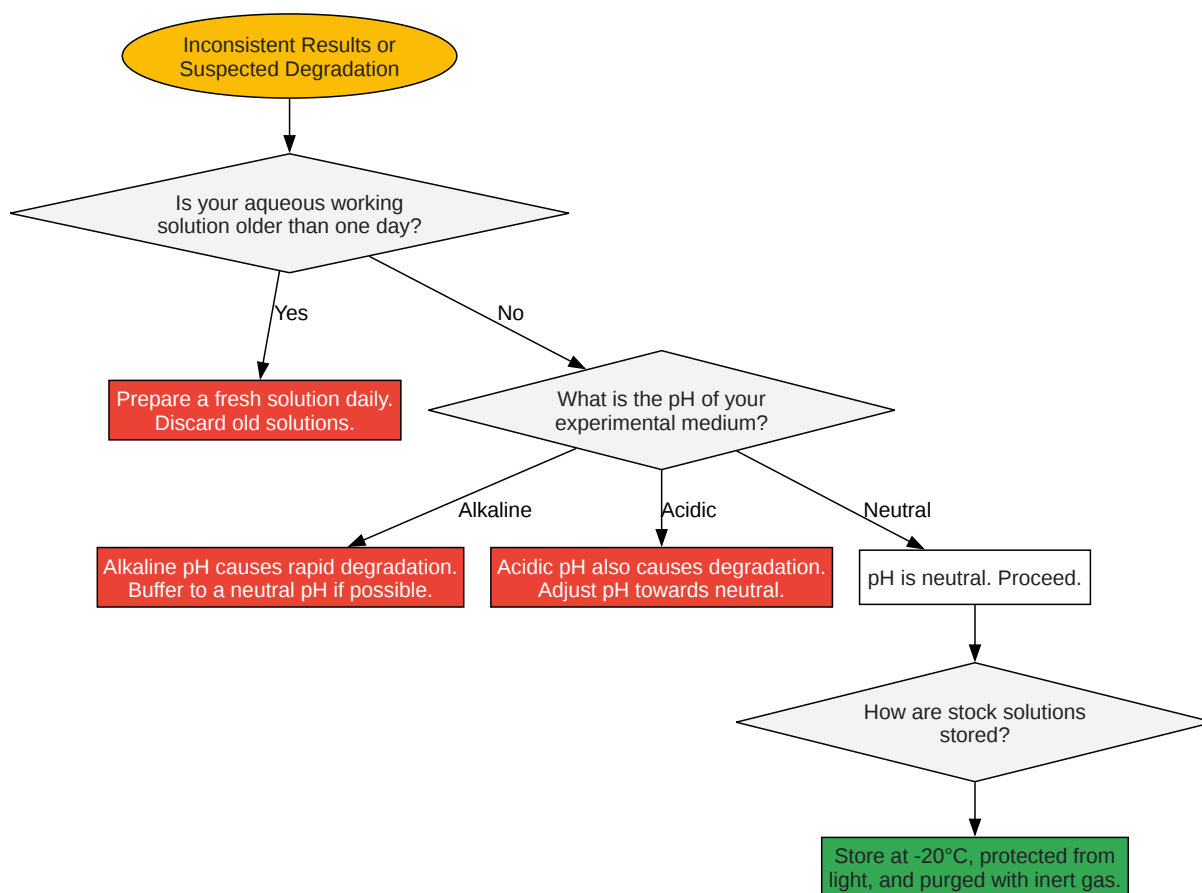 Inconsistent Results or
Suspected Degradation
Is your aqueous working
solution older than one day?
Yes
No
Prepare a fresh solution daily.
Discard old solutions.
What is the pH of your
experimental medium?
Alkaline
Acidic
Neutral
Alkaline pH causes rapid degradation.
Buffer to a neutral pH if possible.
Acidic pH also causes degradation.
Adjust pH towards neutral.
pH is neutral. Proceed.
How are stock solutions
stored?
Store at -20°C, protected from
light, and purged with inert gas.